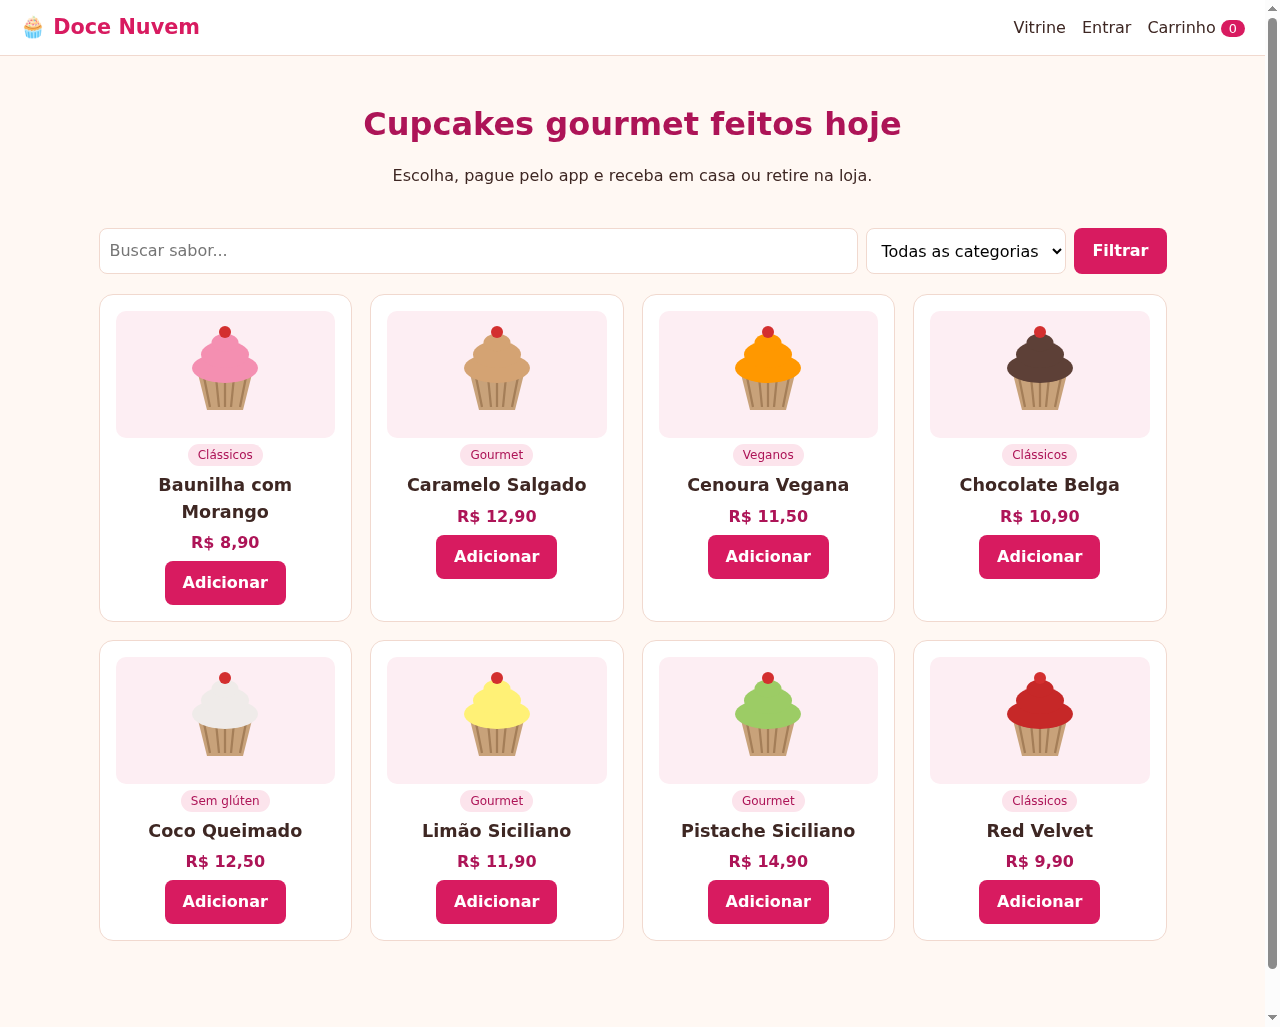 🧁 Doce Nuvem
Vitrine Entrar Carrinho 0
Cupcakes gourmet feitos hoje
Escolha, pague pelo app e receba em casa ou retire na loja.
Buscar sabor...
Todas as categorias
Filtrar
Clássicos
Baunilha com
Morango
R$ 8,90
Adicionar
Gourmet
Caramelo Salgado
R$ 12,90
Adicionar
Veganos
Cenoura Vegana
R$ 11,50
Adicionar
Clássicos
Chocolate Belga
R$ 10,90
Adicionar
Sem glúten
Coco Queimado
R$ 12,50
Adicionar
Gourmet
Limão Siciliano
R$ 11,90
Adicionar
Gourmet
Pistache Siciliano
R$ 14,90
Adicionar
Clássicos
Red Velvet
R$ 9,90
Adicionar